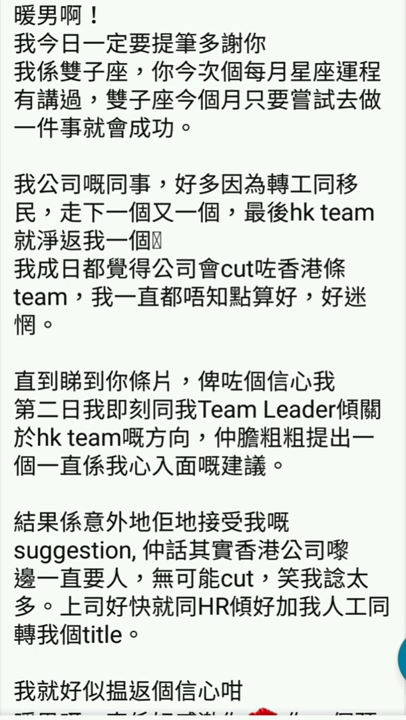 暖男啊！
我今日一定要提筆多謝你
我係雙子座，你今次個每月星座運程
有講過，雙子座今個月只要嘗試去做
一件事就會成功。
我公司嘅同事，好多因為轉工同移
民，走下一個又一個，最後hk team
就淨返我一個
我成日都覺得公司會cut咗香港條
team，我一直都唔知點算好，好迷
惘。
直到睇到你條片，俾咗個信心我
第二日我即刻同我Team Leader傾關
於hk team嘅方向，仲膽粗粗提出一
個一直係我心入面嘅建議。
結果係意外地佢地接受我嘅
suggestion, 仲話其實香港公司嚟
邊一直要人，無可能cut，笑我諗太
多。上司好快就同HR傾好加我人工同
轉我個title。
我就好似搵返個信心咁